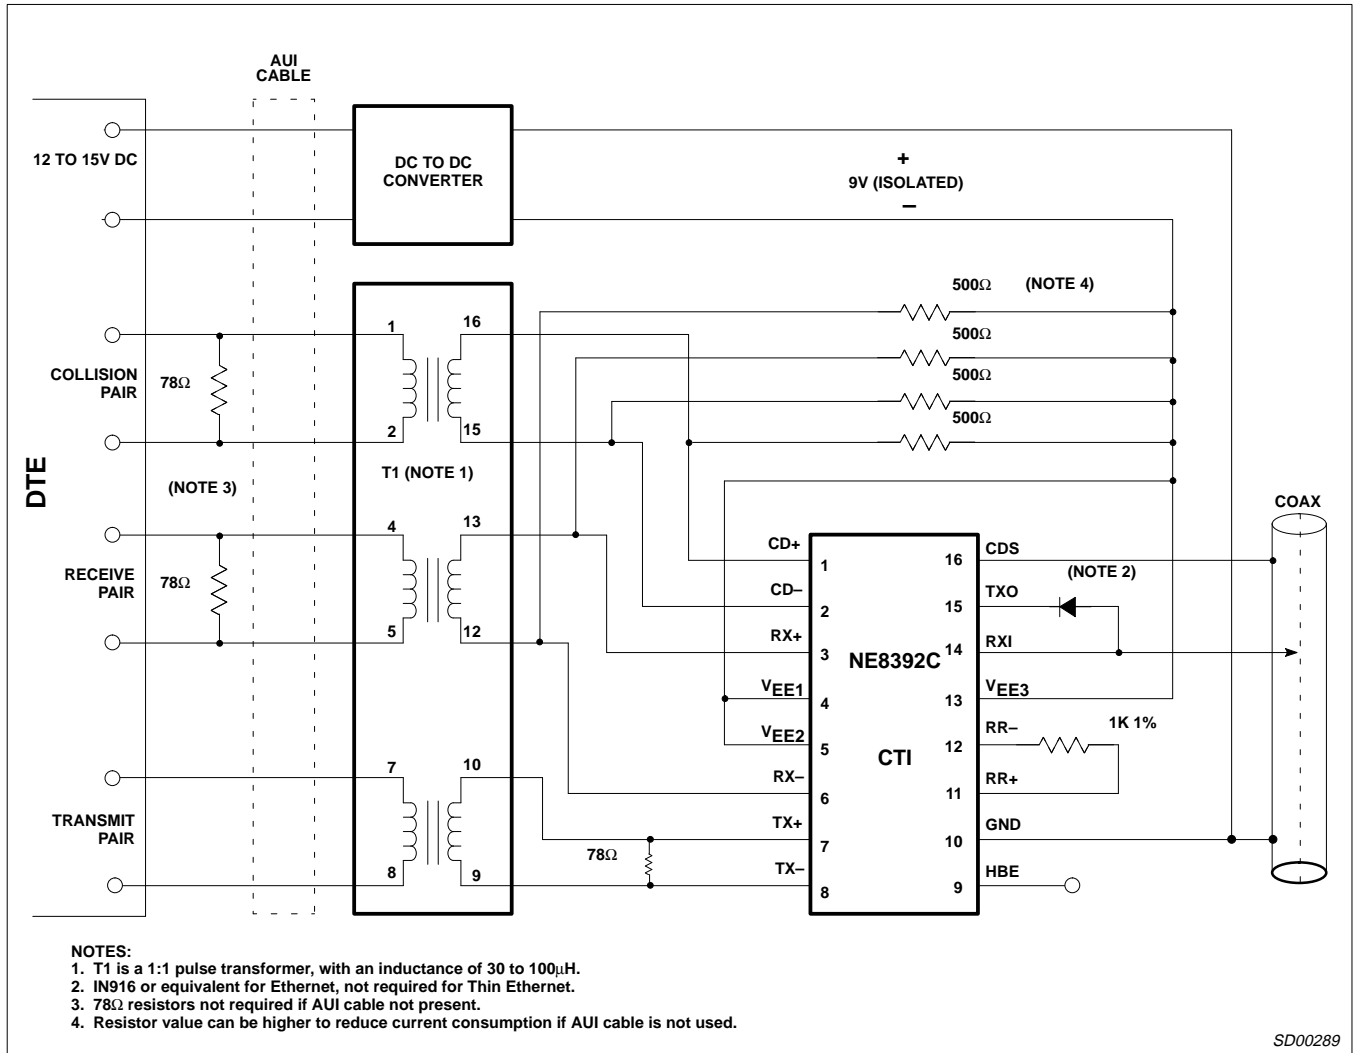 AUI
CABLE
12 TO 15V DC
DC TO DC
CONVERTER
+
9V (ISOLATED)
−
500Ω (NOTE 4)
500Ω
500Ω
500Ω
1
16
COLLISION
PAIR
78Ω
2
15
DTE
(NOTE 3)
T1 (NOTE 1)
4
13
RECEIVE
PAIR
78Ω
5
12
7
10
TRANSMIT
PAIR
8
9
78Ω
CD+
1
CD–
2
RX+
3
VEE1
4
VEE2
5
RX–
6
TX+
7
TX–
8
NE8392C
CTI
16
CDS
(NOTE 2)
15
TXO
14
RXI
13
VEE3
12
RR–
1K 1%
11
RR+
10
GND
9
HBE
COAX
NOTES:
1. T1 is a 1:1 pulse transformer, with an inductance of 30 to 100μH.
2. IN916 or equivalent for Ethernet, not required for Thin Ethernet.
3. 78Ω resistors not required if AUI cable not present.
4. Resistor value can be higher to reduce current consumption if AUI cable is not used.
SD00289